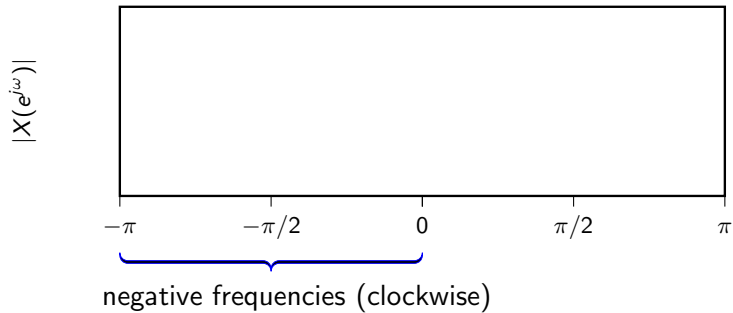 |X(e^{jω})|
−π −π/2 0 π/2 π
negative frequencies (clockwise)